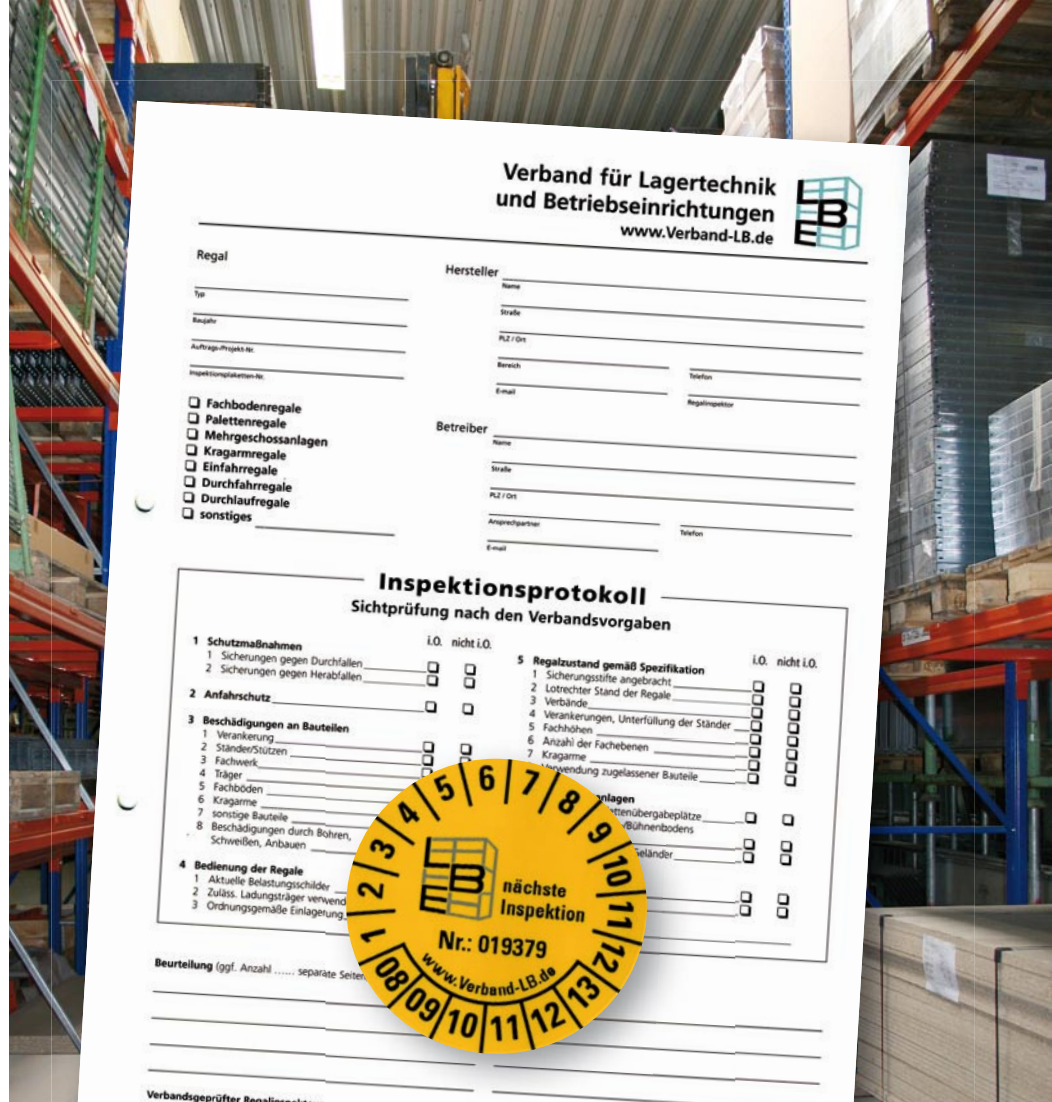 Verband für Lagertechnik
und Betriebseinrichtungen
www.Verband-LB.de
LBE
Regal
Typ
Baujahr
Auftrags-/Projekt-Nr.
Inspektionsplaketten-Nr.
Hersteller
Name
Straße
PLZ / Ort
Bereich
Telefon
E-mail
Regalinspektor
❏ Fachbodenregale
❏ Palettenregale
❏ Mehrgeschossanlagen
❏ Kragarmregale
❏ Einfahrregale
❏ Durchfahrregale
❏ Durchlaufregale
❏ sonstiges
Betreiber
Name
Straße
PLZ / Ort
Ansprechpartner
Telefon
E-mail
Inspektionsprotokoll
Sichtprüfung nach den Verbandsvorgaben
i.O. nicht i.O.
1 Schutzmaßnahmen
1 Sicherungen gegen Durchfallen ❏ ❏
2 Sicherungen gegen Herabfallen ❏ ❏
2 Anfahrschutz ❏ ❏
3 Beschädigungen an Bauteilen
1 Verankerung ❏ ❏
2 Ständer/Stützen ❏
3 Fachwerk
4 Träger
5 Fachböden
6 Kragarme
7 sonstige Bauteile
8 Beschädigungen durch Bohren,
Schweißen, Anbauen
4 Bedienung der Regale
1 Aktuelle Belastungsschilder
2 Zuläss. Ladungsträger verwend
3 Ordnungsgemäße Einlagerung
i.O. nicht i.O.
5 Regalzustand gemäß Spezifikation
1 Sicherungsstifte angebracht ❏ ❏
2 Lotrechter Stand der Regale ❏ ❏
3 Verbände ❏ ❏
4 Verankerungen, Unterfüllung der Ständer ❏ ❏
5 Fachhöhen ❏ ❏
6 Anzahl der Fachebenen ❏ ❏
7 Kragarme ❏ ❏
Verwendung zugelassener Bauteile ❏ ❏
nlagen
ttenübergabeplätze ❏ ❏
/Bühnenbodens
Geländer ❏ ❏
Beurteilung (ggf. Anzahl ...... separate Seiten
Verbandsgeprüfter Regalinspektor
1 2 3 4 5 6 7 8 9 10 11 12
LBE
nächste
Inspektion
Nr.: 019379
www.Verband-LB.de
08 09 10 11 12 13